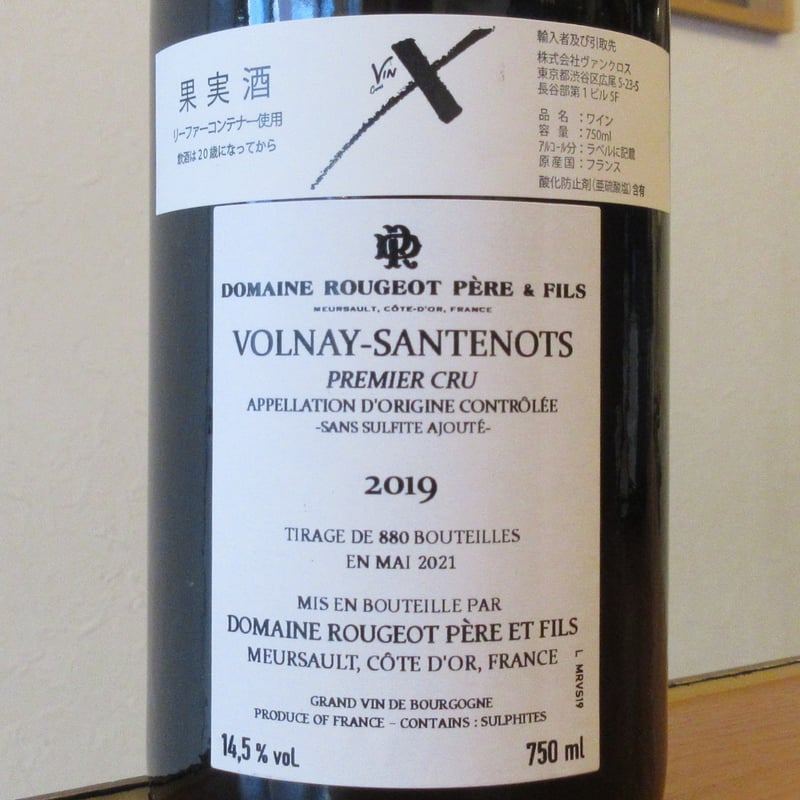 果実酒
リーファーコンテナー使用
飲酒は20歳になってから
VIN
輸入者及び引取先
株式会社ヴァンクロス
東京都渋谷区広尾5-23-5
長谷部第1ビル5F
品名：ワイン
容量：750ml
アルコール分：ラベルに記載
原産国：フランス
酸化防止剤(亜硫酸塩)含有
DOMAINE ROUGEOT PÈRE & FILS
MEURSAULT, CÔTE-D'OR, FRANCE
VOLNAY-SANTENOTS
PREMIER CRU
APPELLATION D'ORIGINE CONTRÔLÉE
-SANS SULFITE AJOUTÉ-
2019
TIRAGE DE 880 BOUTEILLES
EN MAI 2021
MIS EN BOUTEILLE PAR
DOMAINE ROUGEOT PÈRE ET FILS
MEURSAULT, CÔTE D'OR, FRANCE
L MRVS19
GRAND VIN DE BOURGOGNE
PRODUCE OF FRANCE - CONTAINS : SULPHITES
14,5 % vol.
750 ml